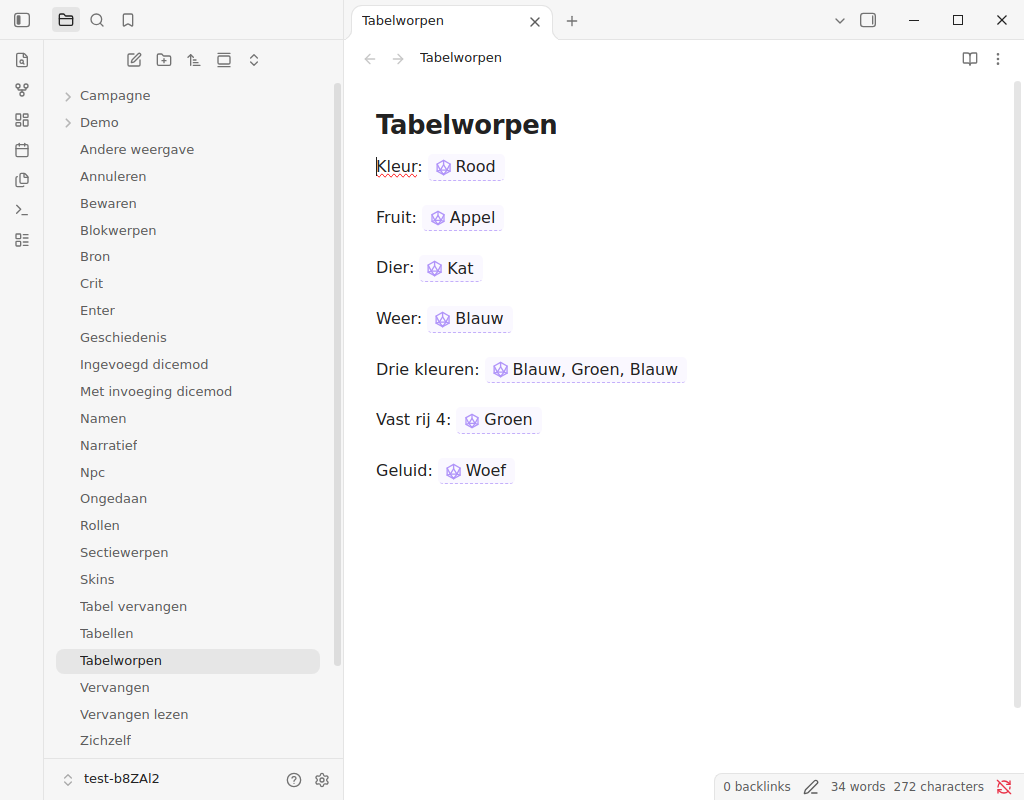 Tabelworpen
Tabelworpen
Campagne
Demo
Andere weergave
Annuleren
Bewaren
Blokwerpen
Bron
Crit
Enter
Geschiedenis
Ingevoegd dicemod
Met invoeging dicemod
Namen
Narratief
Npc
Ongedaan
Rollen
Sectiewerpen
Skins
Tabel vervangen
Tabellen
Tabelworpen
Vervangen
Vervangen lezen
Zichzelf
test-b8ZAl2
Tabelworpen
Kleur: Rood
Fruit: Appel
Dier: Kat
Weer: Blauw
Drie kleuren: Blauw, Groen, Blauw
Vast rij 4: Groen
Geluid: Woef
0 backlinks 34 words 272 characters